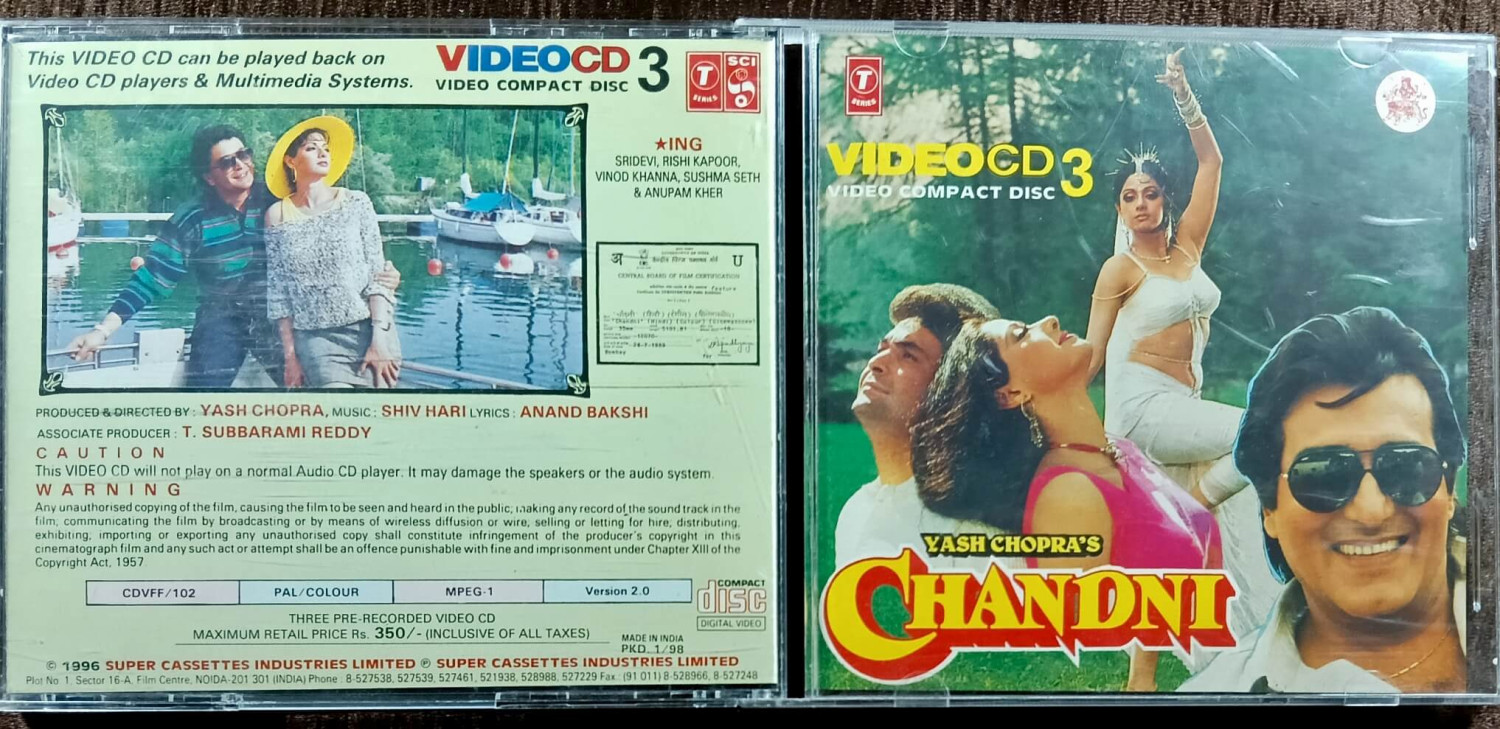 This VIDEO CD can be played back on
Video CD players & Multimedia Systems.
VIDEO CD 3
VIDEO COMPACT DISC
T
SERIES
SCI
★ING
SRIDEVI, RISHI KAPOOR,
VINOD KHANNA, SUSHMA SETH
& ANUPAM KHER
अ
U
CENTRAL BOARD OF FILM CERTIFICATION
Bombay
PRODUCED & DIRECTED BY : YASH CHOPRA, MUSIC : SHIV HARI LYRICS : ANAND BAKSHI
ASSOCIATE PRODUCER : T. SUBBARAMI REDDY
CAUTION
This VIDEO CD will not play on a normal Audio CD player. It may damage the speakers or the audio system.
WARNING
Any unauthorised copying of the film, causing the film to be seen and heard in the public; making any record of the sound track in the
film, communicating the film by broadcasting or by means of wireless diffusion or wire, selling or letting for hire, distributing,
exhibiting, importing or exporting any unauthorised copy shall constitute infringement of the producer's copyright in this
cinematograph film and any such act or attempt shall be an offence punishable with fine and imprisonment under Chapter XIII of the
Copyright Act, 1957
CDVFF/102
PAL/COLOUR
MPEG-1
Version 2.0
COMPACT
disc
DIGITAL VIDEO
THREE PRE-RECORDED VIDEO CD
MAXIMUM RETAIL PRICE Rs. 350/- (INCLUSIVE OF ALL TAXES)
MADE IN INDIA
PKD. 1/98
© 1996 SUPER CASSETTES INDUSTRIES LIMITED ℗ SUPER CASSETTES INDUSTRIES LIMITED
Plot No. 1, Sector 16-A, Film Centre, NOIDA-201 301 (INDIA) Phone : 8-527538, 527539, 527461, 521938, 528988, 527229 Fax : (91 011) 8-528966, 8-527248
T
SERIES
VIDEO CD 3
VIDEO COMPACT DISC
YASH CHOPRA'S
CHANDNI